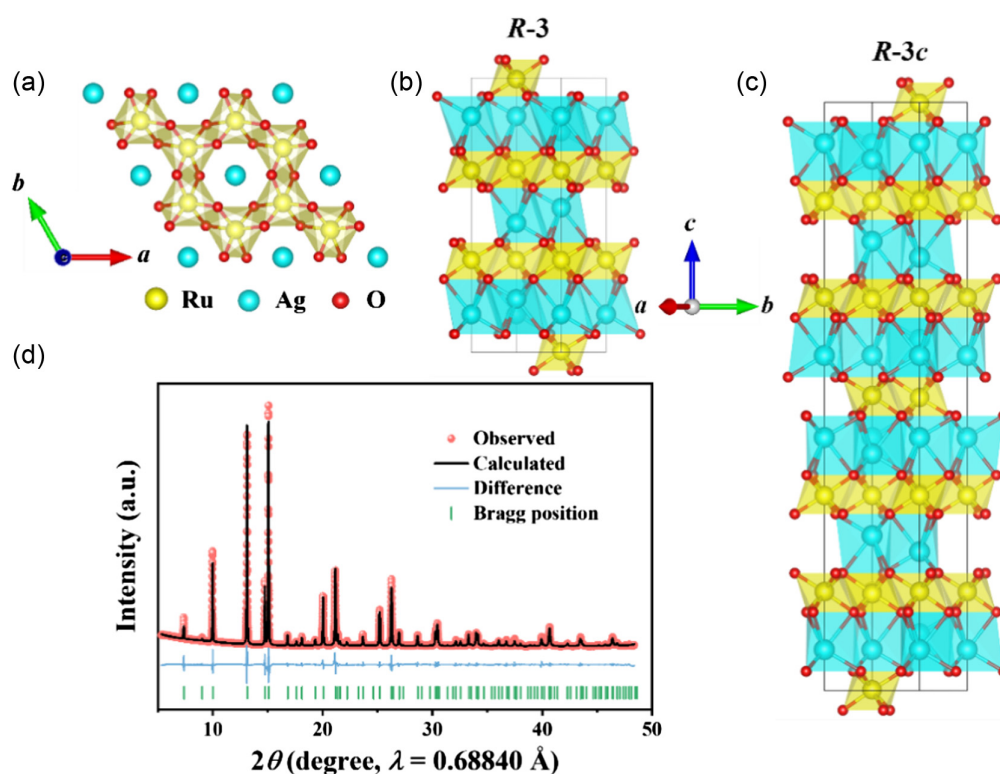 (a)
b
a
Ru Ag O
R-3
(b)
c
a b
R-3c
(c)
(d)
Intensity (a.u.)
Observed
Calculated
Difference
Bragg position
10 20 30 40 50
2θ (degree, λ = 0.68840 Å)